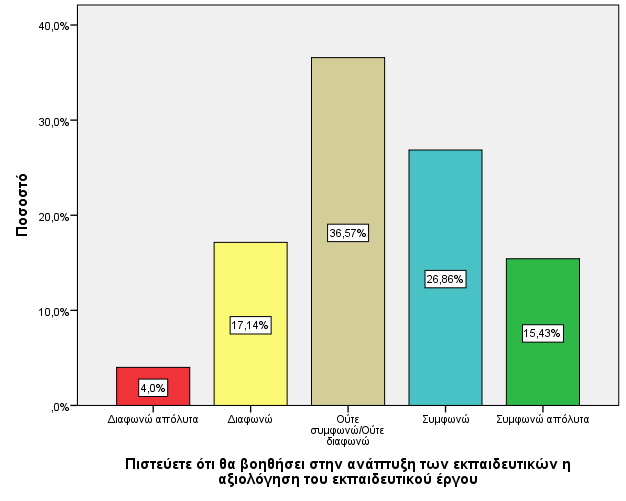 40,0%
30,0%
20,0%
10,0%
,0%
Ποσοστό
4,0%
17,14%
36,57%
26,86%
15,43%
Διαφωνώ απόλυτα
Διαφωνώ
Ούτε
συμφωνώ/Ούτε
διαφωνώ
Συμφωνώ
Συμφωνώ απόλυτα
Πιστεύετε ότι θα βοηθήσει στην ανάπτυξη των εκπαιδευτικών η
αξιολόγηση του εκπαιδευτικού έργου